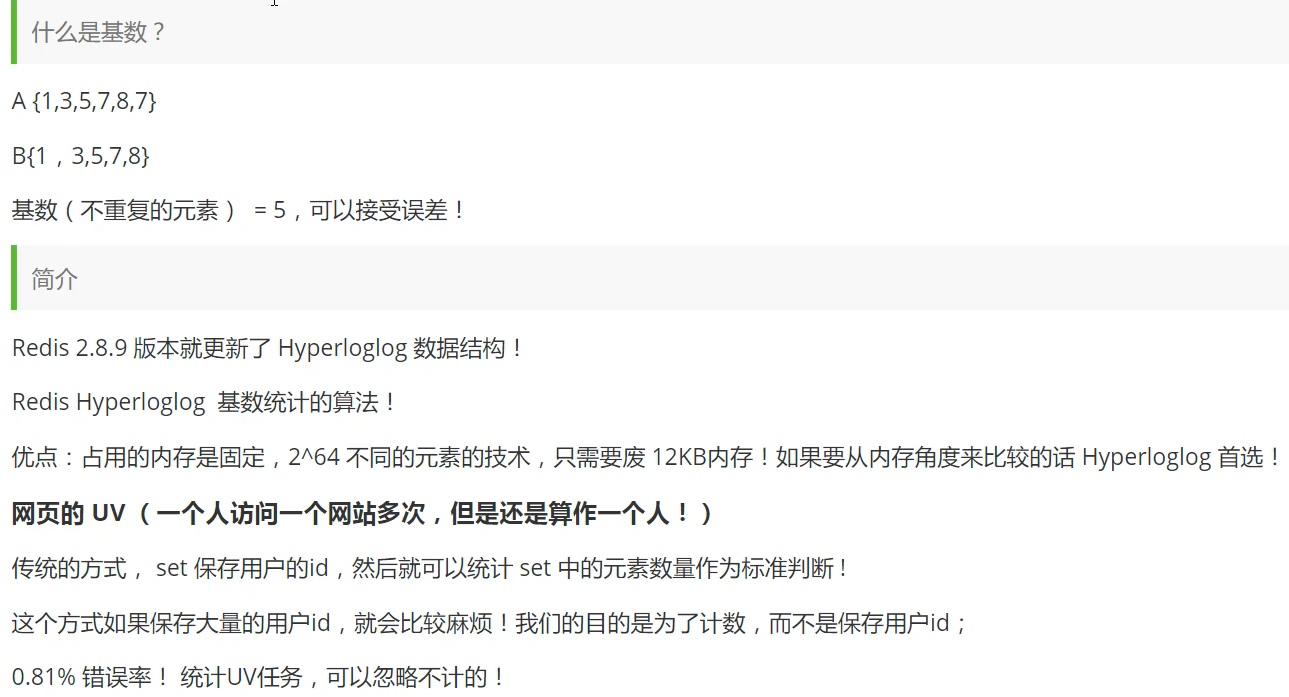 什么是基数？
A {1,3,5,7,8,7}
B{1，3,5,7,8}
基数（不重复的元素） = 5，可以接受误差！
简介
Redis 2.8.9 版本就更新了 Hyperloglog 数据结构！
Redis Hyperloglog 基数统计的算法！
优点：占用的内存是固定，2^64 不同的元素的技术，只需要废 12KB内存！如果要从内存角度来比较的话 Hyperloglog 首选！
网页的 UV （一个人访问一个网站多次，但是还是算作一个人！）
传统的方式， set 保存用户的id，然后就可以统计 set 中的元素数量作为标准判断 !
这个方式如果保存大量的用户id，就会比较麻烦！我们的目的是为了计数，而不是保存用户id；
0.81% 错误率！ 统计UV任务，可以忽略不计的！